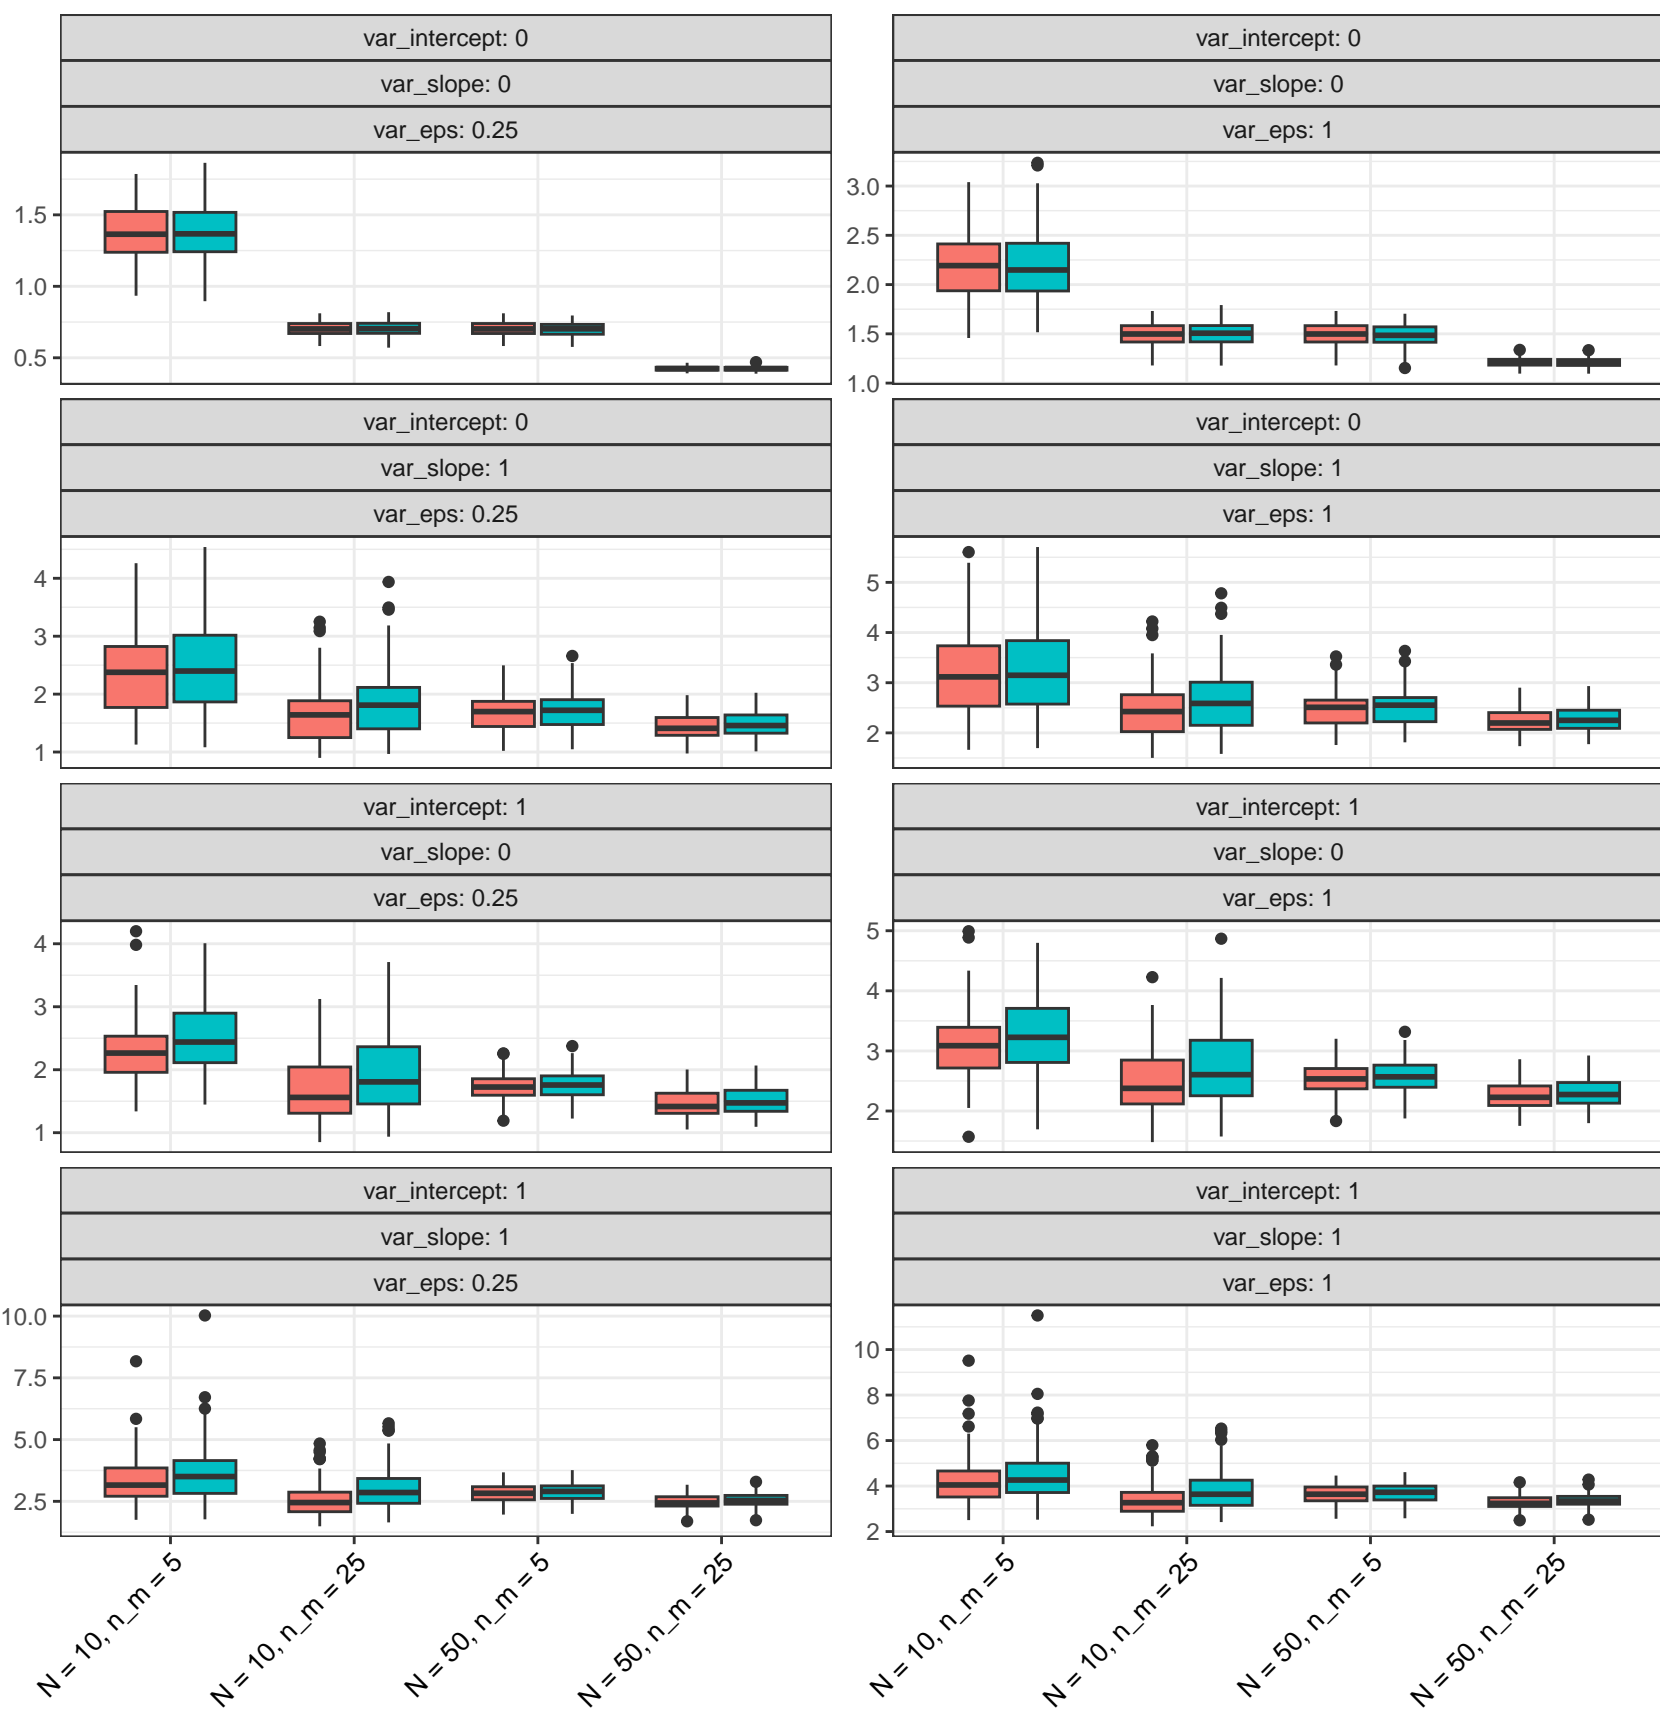 var_intercept: 0
var_slope: 0
var_eps: 0.25
1.5
1.0
0.5
var_intercept: 0
var_slope: 0
var_eps: 1
3.0
2.5
2.0
1.5
1.0
var_intercept: 0
var_slope: 1
var_eps: 0.25
4
3
2
1
var_intercept: 0
var_slope: 1
var_eps: 1
5
4
3
2
var_intercept: 1
var_slope: 0
var_eps: 0.25
4
3
2
1
var_intercept: 1
var_slope: 0
var_eps: 1
5
4
3
2
var_intercept: 1
var_slope: 1
var_eps: 0.25
10.0
7.5
5.0
2.5
var_intercept: 1
var_slope: 1
var_eps: 1
10
8
6
4
2
N = 10, n_m = 5
N = 10, n_m = 25
N = 50, n_m = 5
N = 50, n_m = 25
N = 10, n_m = 5
N = 10, n_m = 25
N = 50, n_m = 5
N = 50, n_m = 25